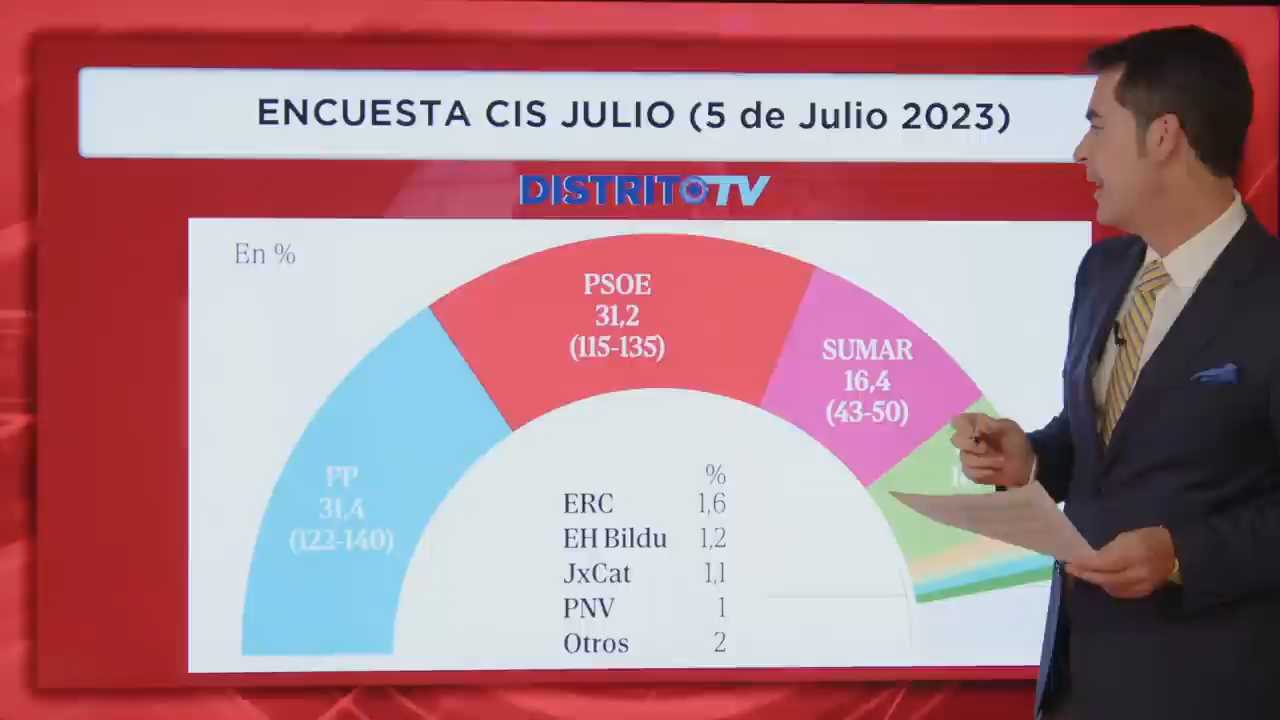 ENCUESTA CIS JULIO (5 de Julio 2023)
DISTRITOTV
En %
PSOE
31,2
(115-135)
SUMAR
16,4
(43-50)
PP
31,4
(122-140)
%
ERC 1,6
EH Bildu 1,2
JxCat 1,1
PNV 1
Otros 2